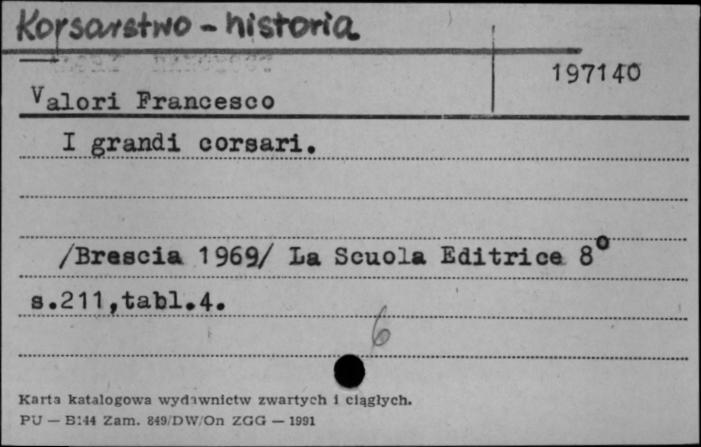 Korsarstwo - historia
197140
Valori Francesco
I grandi corsari.
/Brescia 1969/ La Scuola Editrice 8°
s.211,tabl.4.
6
Karta katalogowa wydawnictw zwartych i ciągłych.
PU — B144 Zam. 849/DW/On ZGG — 1991